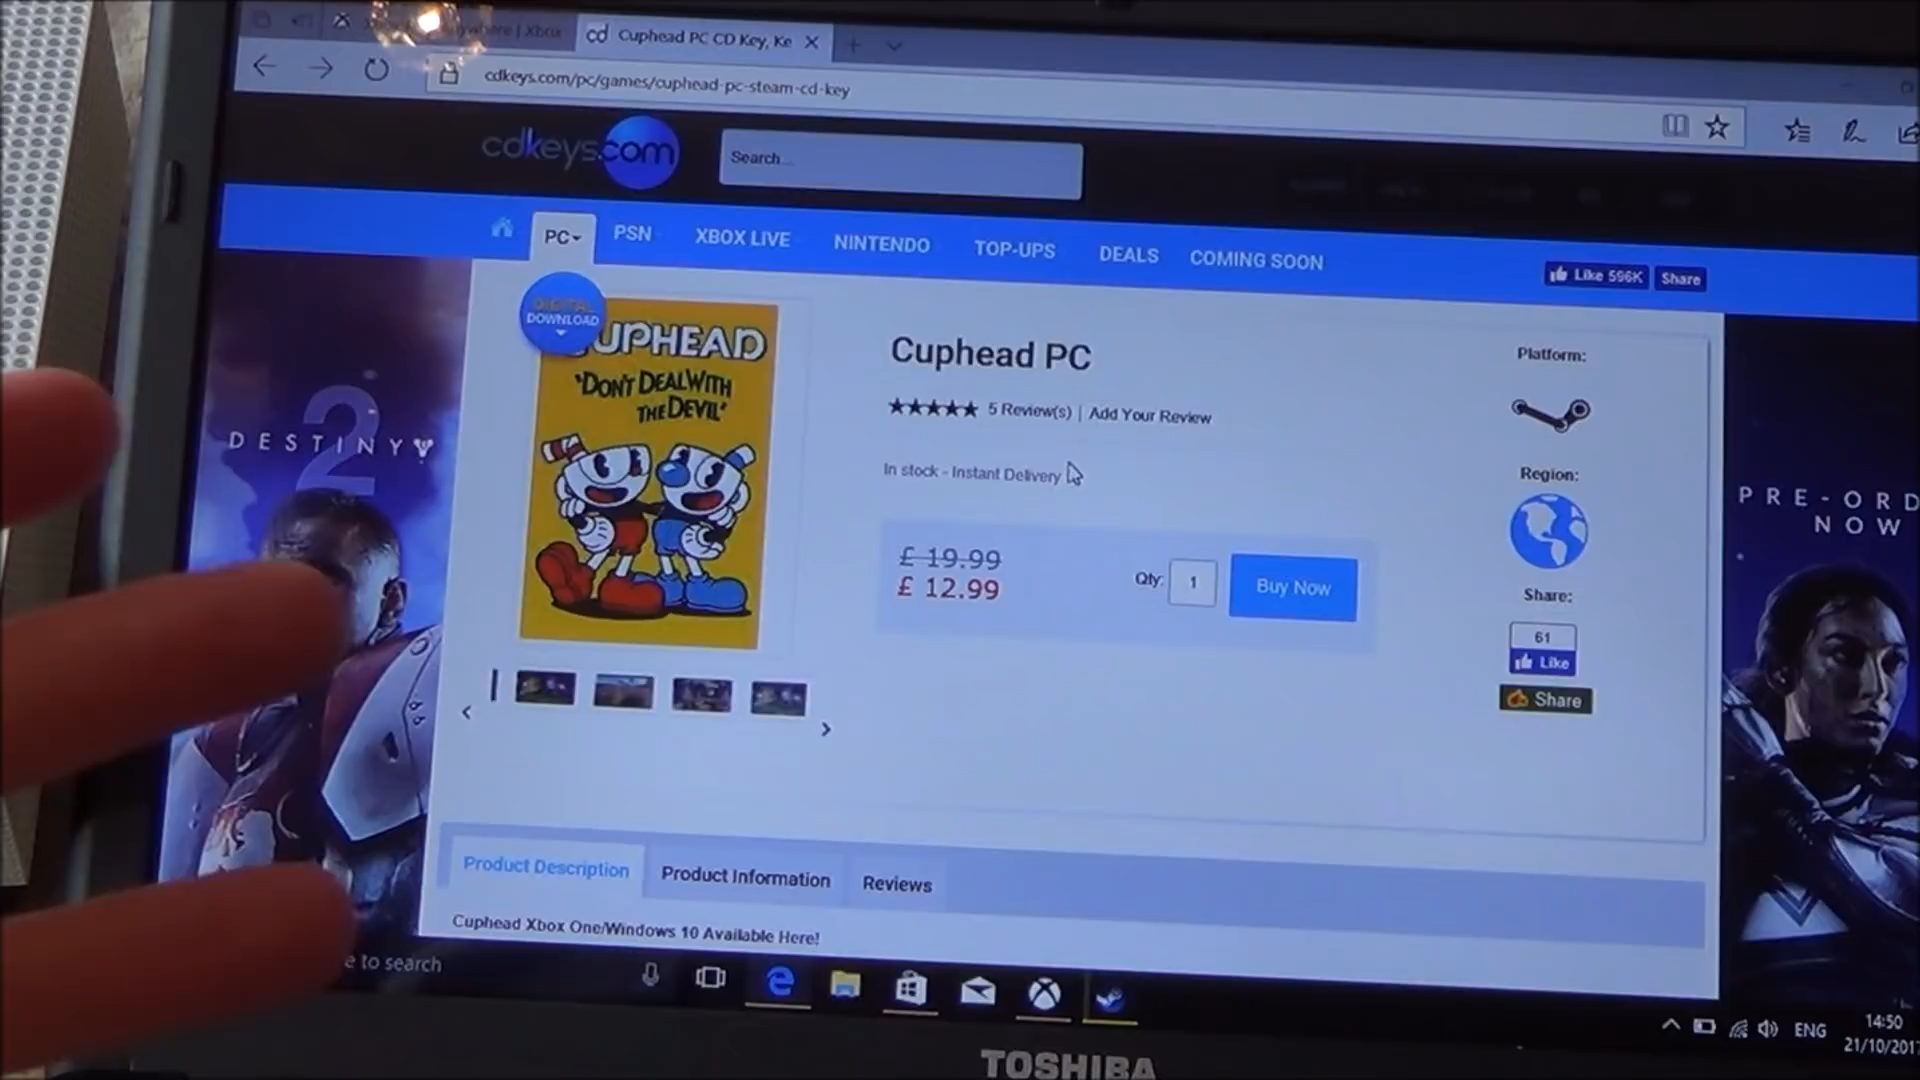 Cuphead PC CD Key, Ke
cdkeys.com/pc/games/cuphead-pc-steam-cd-key
cdkeys.com
Search...
PC
PSN
XBOX LIVE
NINTENDO
TOP-UPS
DEALS
COMING SOON
Like 596K
Share
DIGITAL
DOWNLOAD
CUPHEAD
"DON'T DEAL WITH
THE DEVIL"
Cuphead PC
5 Review(s) | Add Your Review
In stock - Instant Delivery
£ 19.99
£ 12.99
Qty:
1
Buy Now
Platform:
Region:
Share:
61
Like
Share
DESTINY
2
PRE-ORD
NOW
Product Description
Product Information
Reviews
Cuphead Xbox One/Windows 10 Available Here!
e to search
ENG
14:50
21/10/201
TOSHIBA